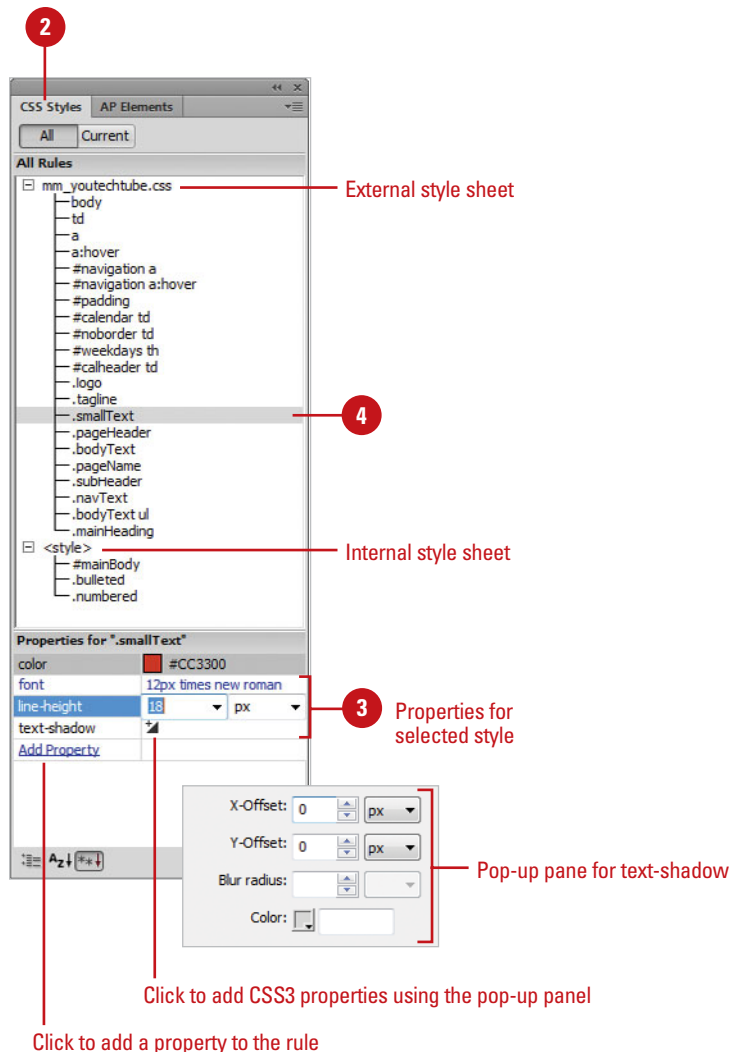 2
CSS Styles AP Elements
All Current
All Rules
mm_youtechtube.css
External style sheet
body
td
a
a:hover
#navigation a
#navigation a:hover
#padding
#calendar td
#noborder td
#weekdays th
#calheader td
.logo
.tagline
.smallText
4
.pageHeader
.bodyText
.pageName
.subHeader
.navText
.bodyText ul
.mainHeading
<style>
Internal style sheet
#mainBody
.bulleted
.numbered
Properties for ".smallText"
color #CC3300
font 12px times new roman
line-height 18 px
3 Properties for
selected style
text-shadow
Add Property
X-Offset: 0 px
Y-Offset: 0 px
Blur radius:
Color:
Pop-up pane for text-shadow
Click to add CSS3 properties using the pop-up panel
Click to add a property to the rule